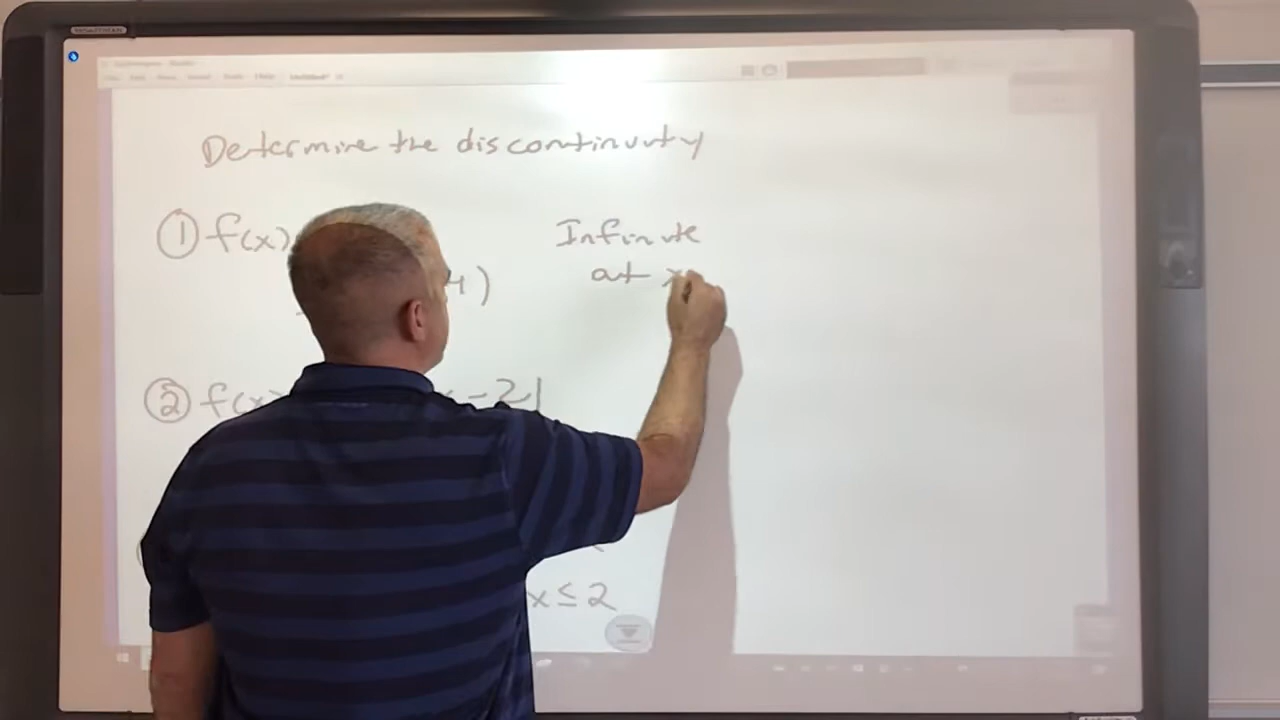 Determine the discontinuity
① f(x)
Infinite
4)
at x
② f(x)
- 2|
x ≤ 2